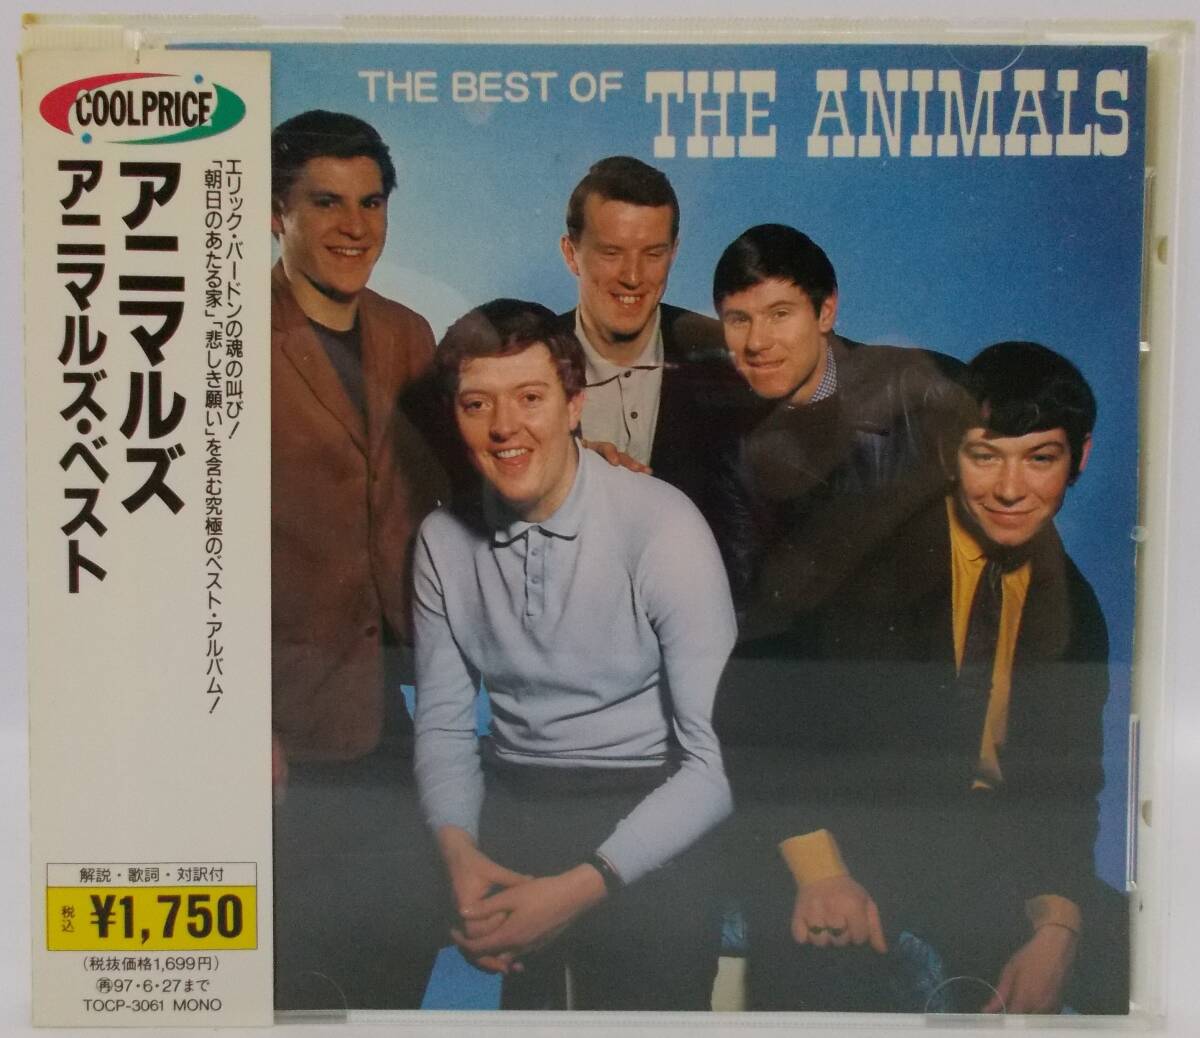 COOLPRICE
アニマルズ
アニマルズ・ベスト
エリック・バードンの魂の叫び!
「朝日のあたる家」「悲しき願い」を含む究極のベスト・アルバム!
解説・歌詞・対訳付
税込 ¥1,750
(税抜価格1,699円)
再97・6・27まで
TOCP-3061 MONO
THE BEST OF THE ANIMALS